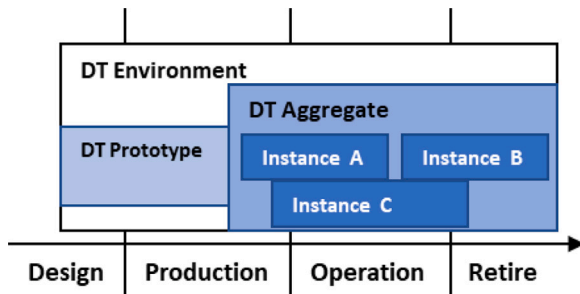 DT Environment
DT Aggregate
DT Prototype
Instance A
Instance B
Instance C
Design
Production
Operation
Retire